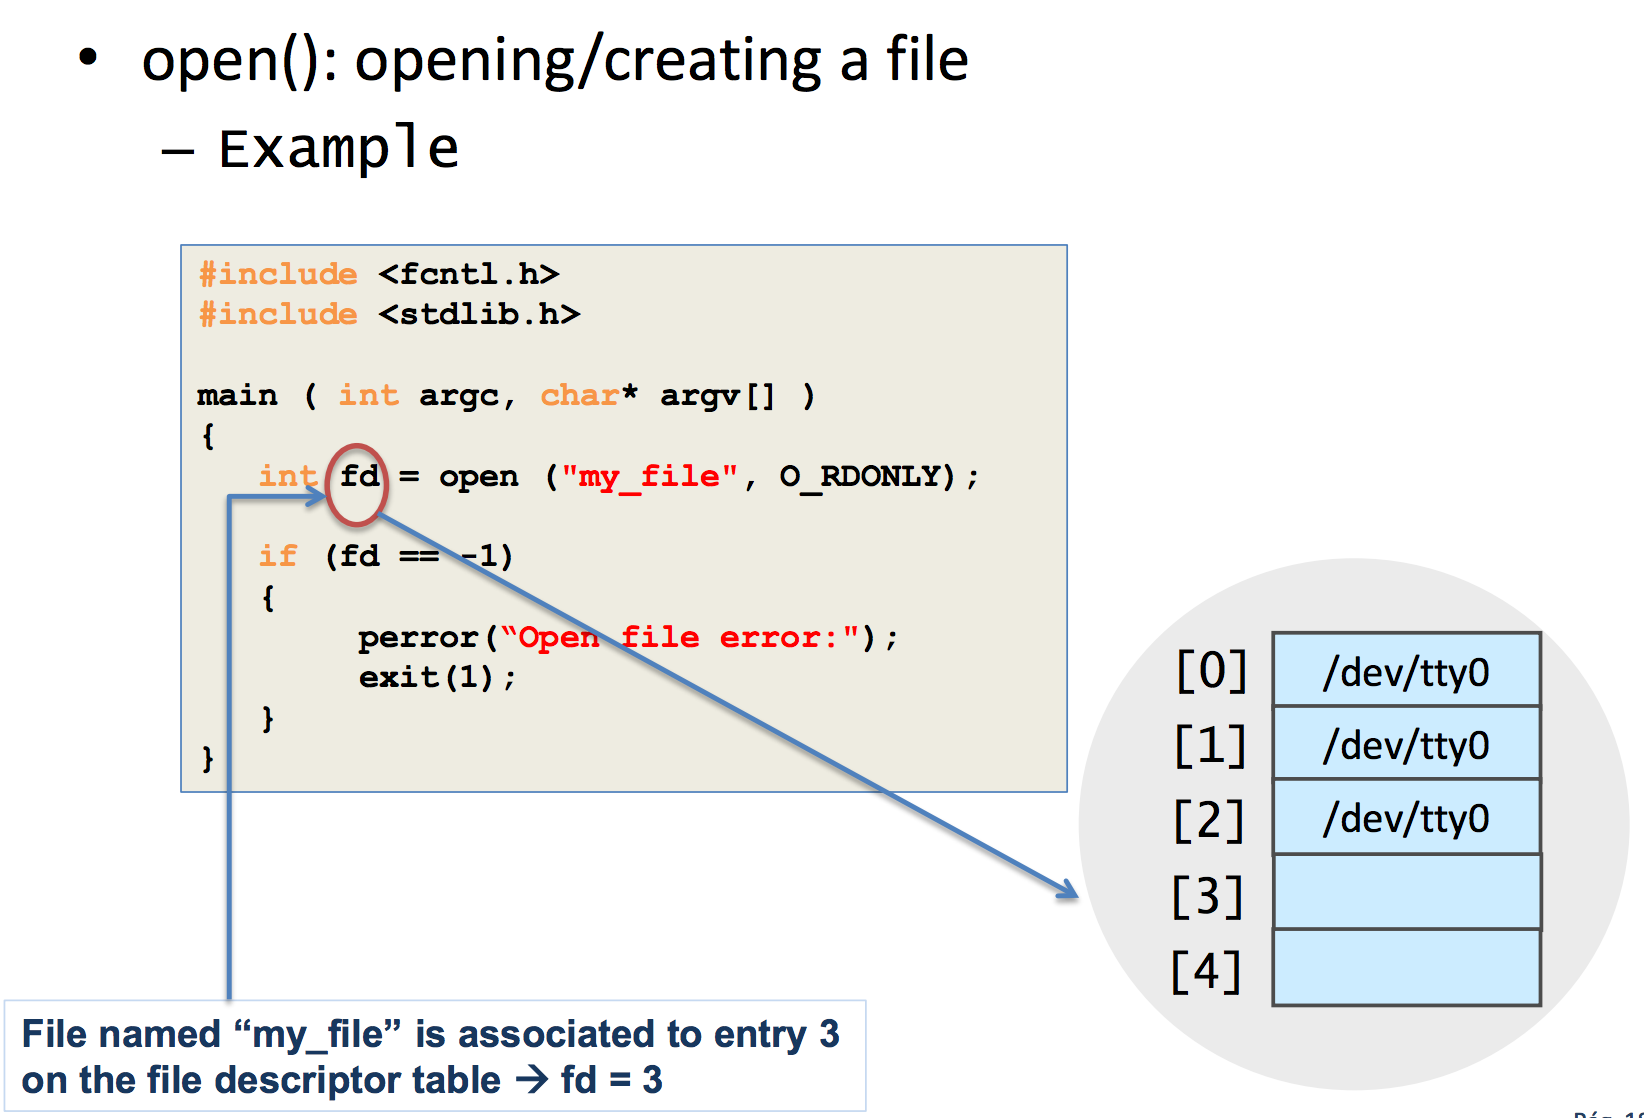 • open(): opening/creating a file
– Example
#include <fcntl.h>
#include <stdlib.h>
main ( int argc, char* argv[] )
{
int fd = open ("my_file", O_RDONLY);
if (fd == -1)
{
perror(“Open file error:");
exit(1);
}
}
[0] /dev/tty0
[1] /dev/tty0
[2] /dev/tty0
[3]
[4]
File named “my_file” is associated to entry 3
on the file descriptor table → fd = 3